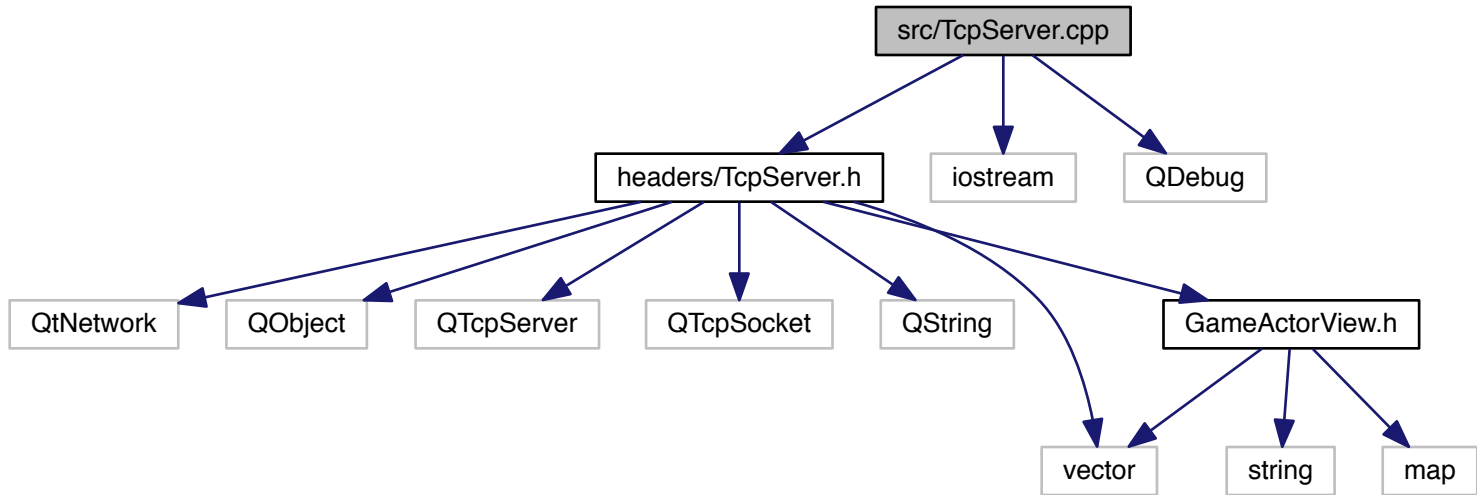 src/TcpServer.cpp
headers/TcpServer.h
iostream
QDebug
QtNetwork
QObject
QTcpServer
QTcpSocket
QString
GameActorView.h
vector
string
map